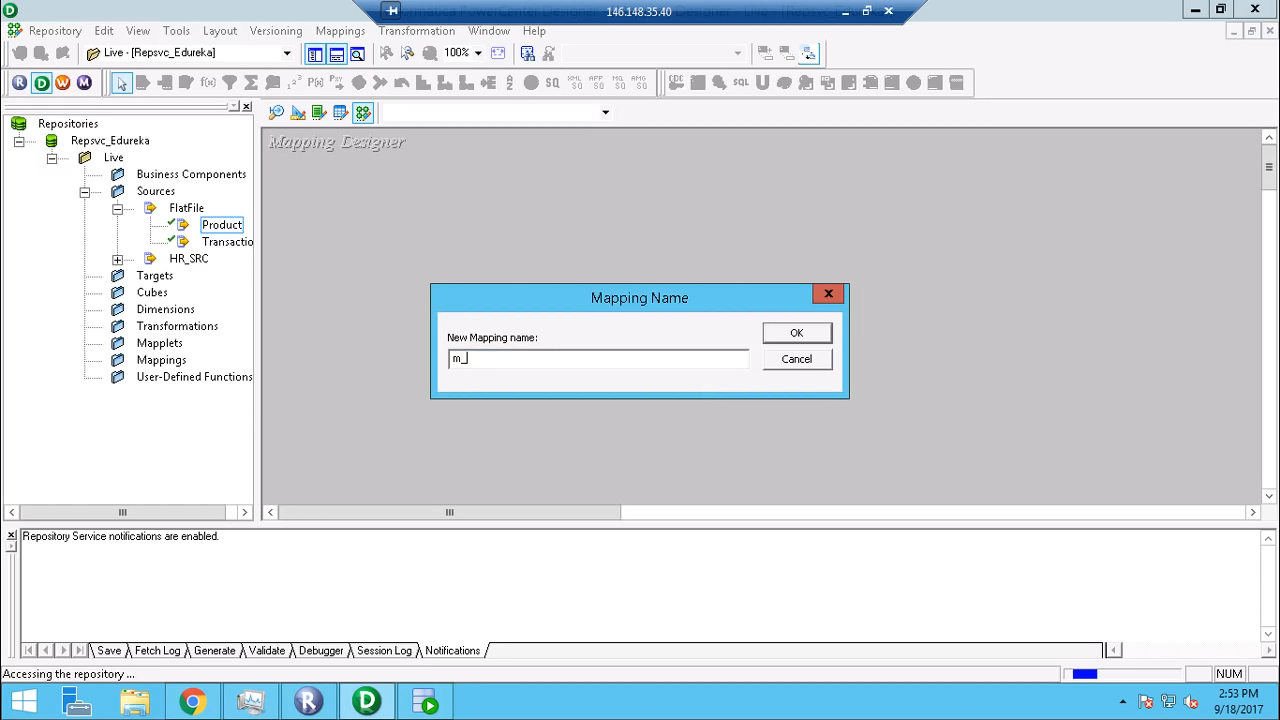 146.148.35.40
Repository Edit View Tools Layout Versioning Mappings Transformation Window Help
Live - [Repsvc_Edureka]
100%
Repositories
Repsvc_Edureka
Live
Business Components
Sources
FlatFile
Product
Transactio
HR_SRC
Targets
Cubes
Dimensions
Transformations
Mapplets
Mappings
User-Defined Functions
Mapping Designer
Mapping Name
New Mapping name:
m_
OK
Cancel
Repository Service notifications are enabled.
Save Fetch Log Generate Validate Debugger Session Log Notifications
Accessing the repository ...
NUM
2:53 PM
9/18/2017